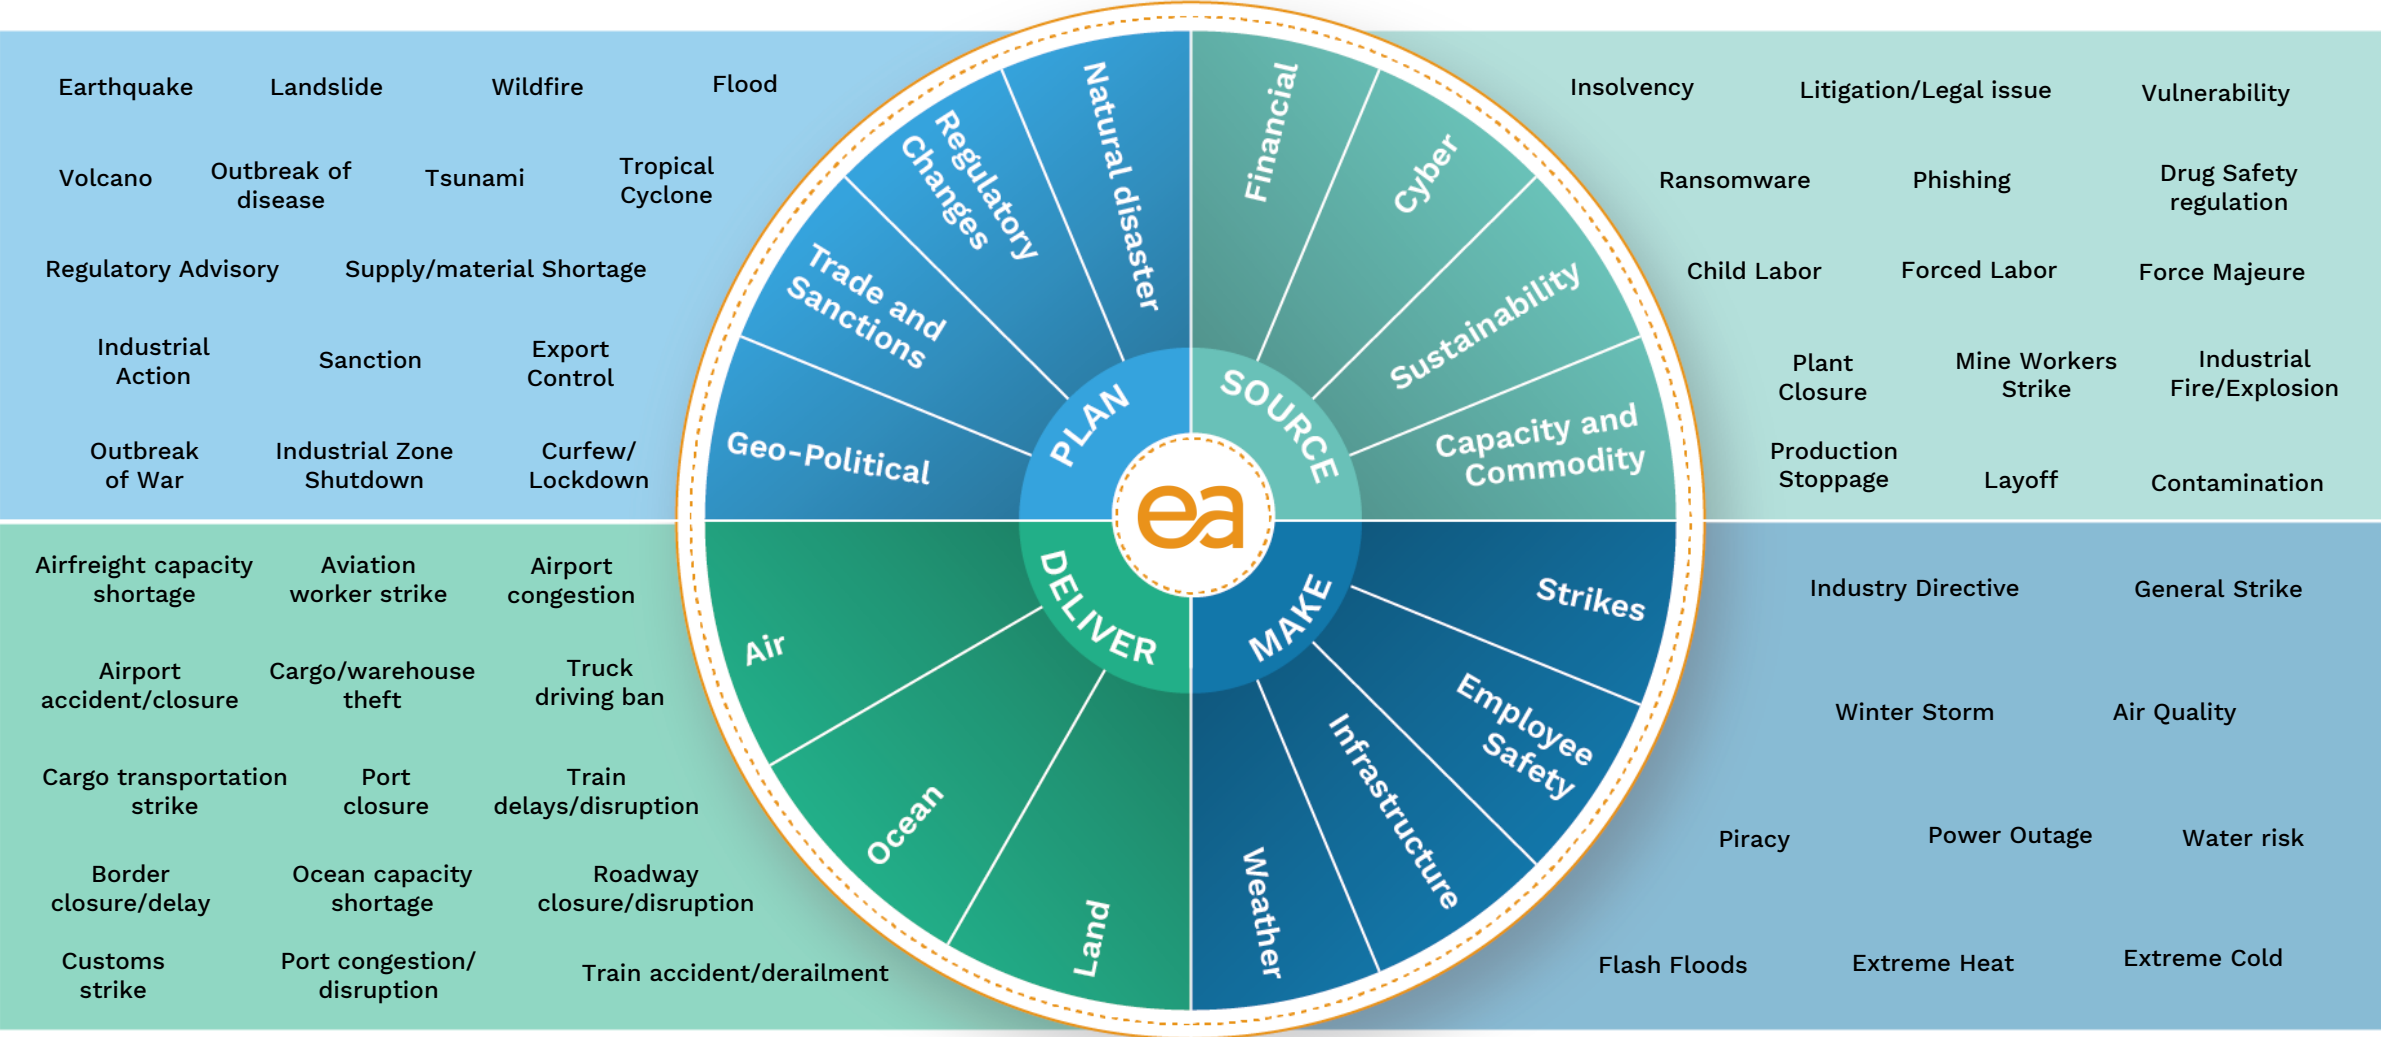 Earthquake
Landslide
Wildfire
Flood
Volcano
Outbreak of
disease
Tsunami
Tropical
Cyclone
Regulatory Advisory
Supply/material Shortage
Industrial
Action
Sanction
Export
Control
Outbreak
of War
Industrial Zone
Shutdown
Curfew/
Lockdown
Natural disaster
Regulatory
Changes
Trade and
Sanctions
Geo-Political
PLAN
Financial
Cyber
Sustainability
Capacity and
Commodity
SOURCE
Insolvency
Litigation/Legal issue
Vulnerability
Ransomware
Phishing
Drug Safety
regulation
Child Labor
Forced Labor
Force Majeure
Plant
Closure
Mine Workers
Strike
Industrial
Fire/Explosion
Production
Stoppage
Layoff
Contamination
ea
Airfreight capacity
shortage
Aviation
worker strike
Airport
congestion
Airport
accident/closure
Cargo/warehouse
theft
Truck
driving ban
Cargo transportation
strike
Port
closure
Train
delays/disruption
Border
closure/delay
Ocean capacity
shortage
Roadway
closure/disruption
Customs
strike
Port congestion/
disruption
Train accident/derailment
DELIVER
Air
Ocean
Land
MAKE
Strikes
Employee
Safety
Infrastructure
Weather
Industry Directive
General Strike
Winter Storm
Air Quality
Piracy
Power Outage
Water risk
Flash Floods
Extreme Heat
Extreme Cold